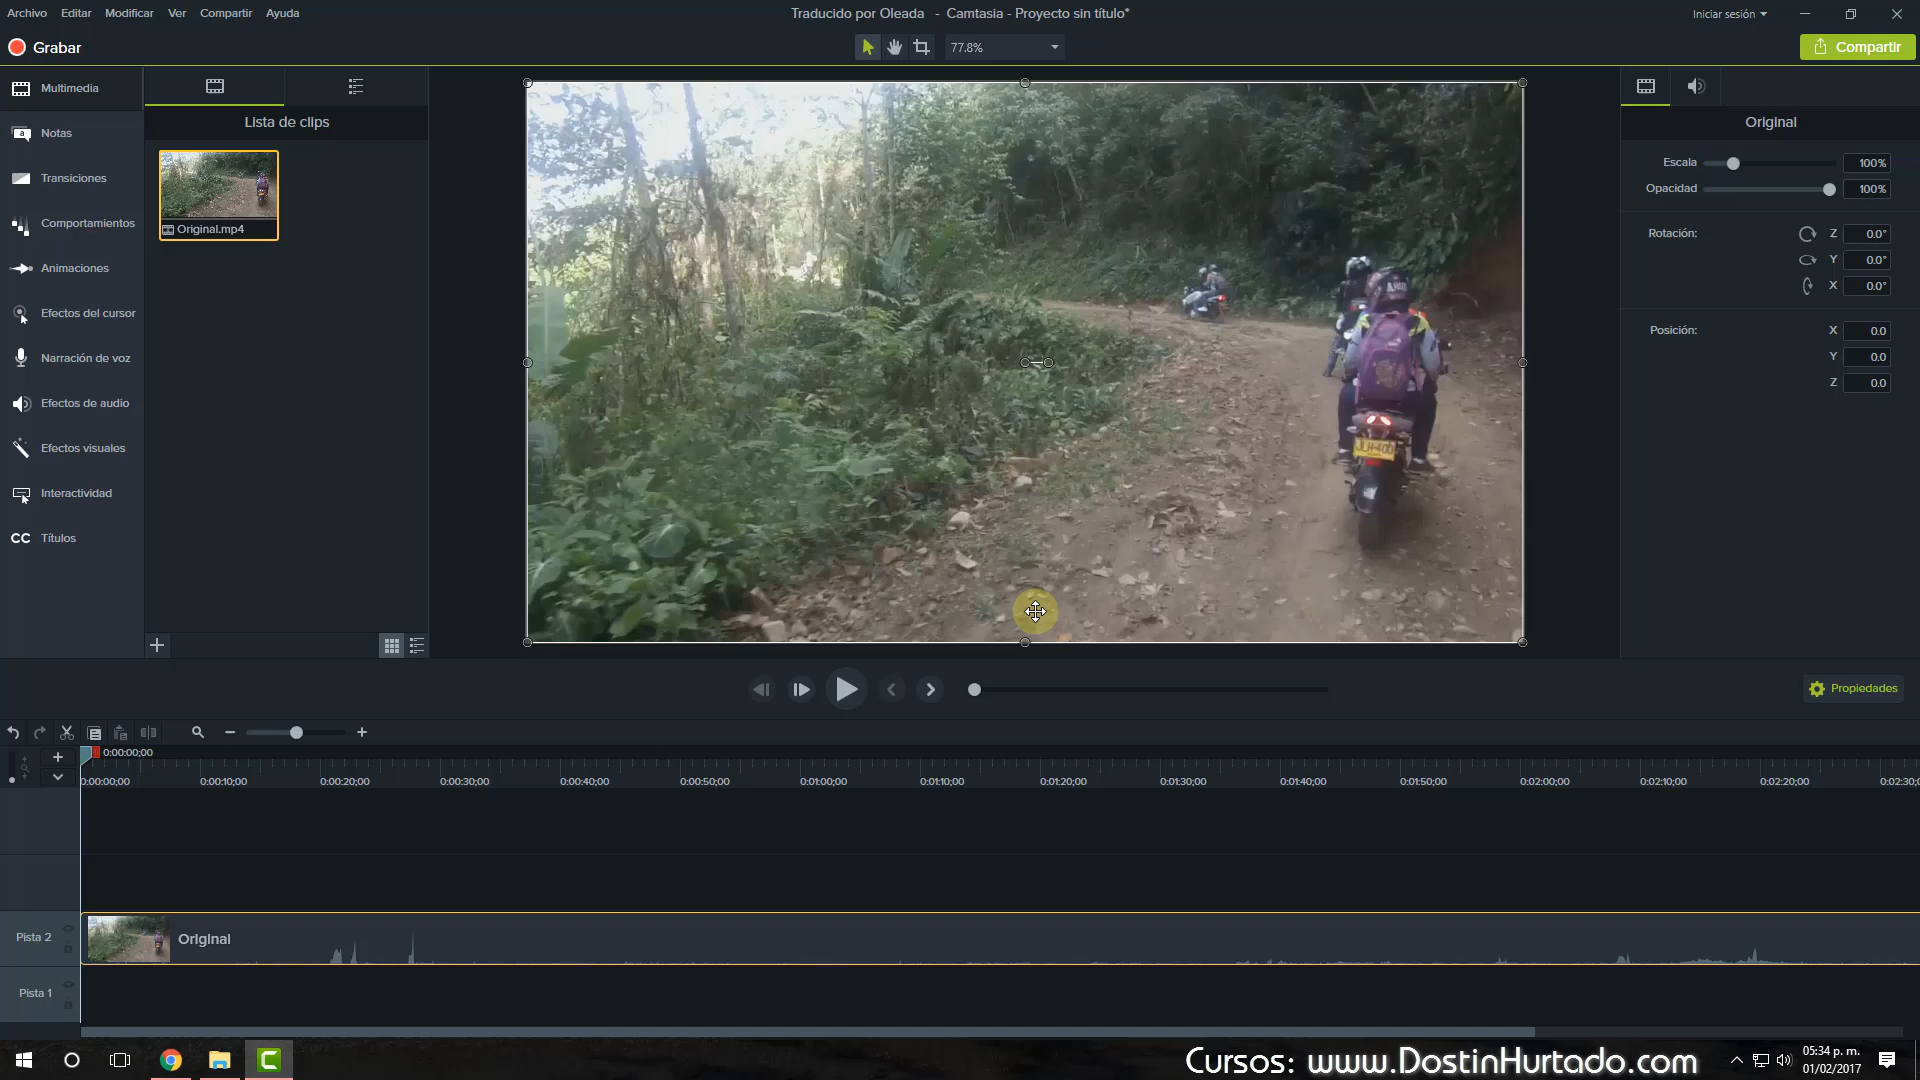 Archivo Editar Modificar Ver Compartir Ayuda
Traducido por Oleada - Camtasia - Proyecto sin título*
Iniciar sesión
Grabar
77.8%
Compartir
Multimedia
Notas
Transiciones
Comportamientos
Animaciones
Efectos del cursor
Narración de voz
Efectos de audio
Efectos visuales
Interactividad
CC Títulos
Lista de clips
Original.mp4
Original
Escala 100%
Opacidad 100%
Rotación: Z 0.0°
Y 0.0°
X 0.0°
Posición: X 0.0
Y 0.0
Z 0.0
Propiedades
0:00:00;00
0:00:00;00 0:00:10;00 0:00:20;00 0:00:30;00 0:00:40;00 0:00:50;00 0:01:00;00 0:01:10;00 0:01:20;00 0:01:30;00 0:01:40;00 0:01:50;00 0:02:00;00 0:02:10;00 0:02:20;00 0:02:30;00
Pista 2
Original
Pista 1
Cursos: www.DostinHurtado.com
05:34 p. m.
01/02/2017